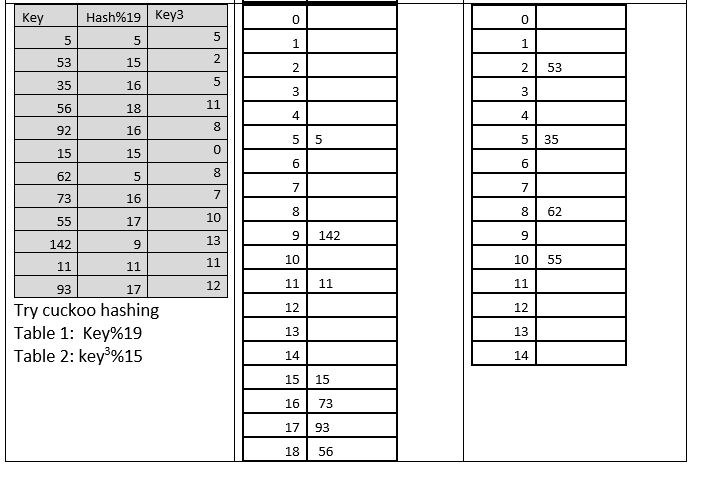 Key Hash%19 Key3
5 5 5
53 15 2
35 16 5
56 18 11
92 16 8
15 15 0
62 5 8
73 16 7
55 17 10
142 9 13
11 11 11
93 17 12
Try cuckoo hashing
Table 1: Key%19
Table 2: key³%15
0
1
2
3
4
5 5
6
7
8
9 142
10
11 11
12
13
14
15 15
16 73
17 93
18 56
0
1
2 53
3
4
5 35
6
7
8 62
9
10 55
11
12
13
14